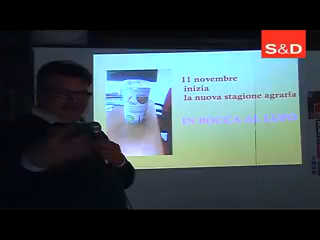 S&D
11 novembre
inizia
la nuova stagione agraria
IN BOCCA AL LUPO